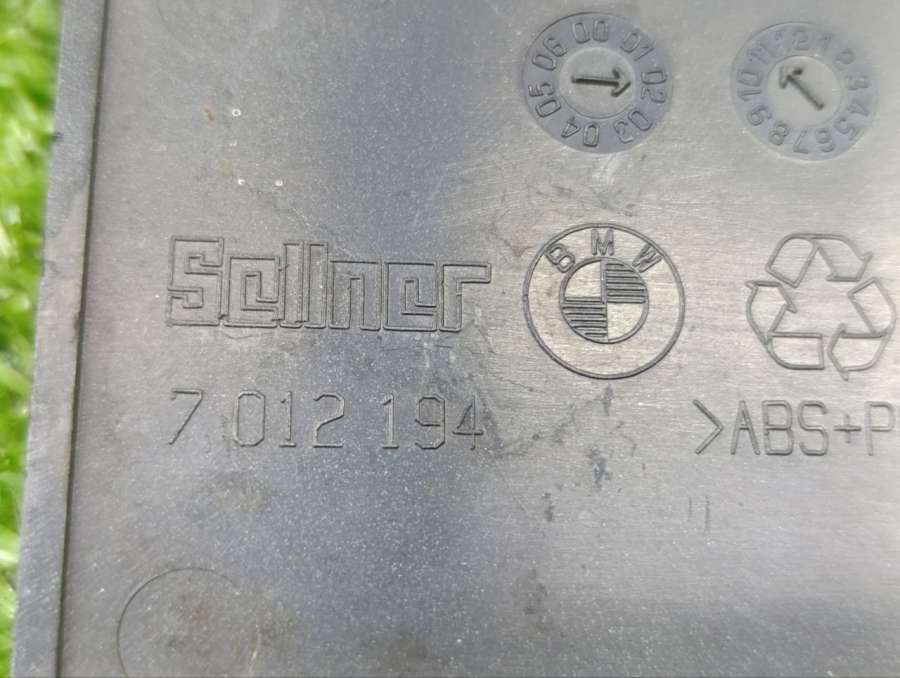 00 01 02 03 04 05 06
1 2 3 4 5 6 7 8 9 10 11 12
Sellner
BMW
7 012 194
>ABS+P